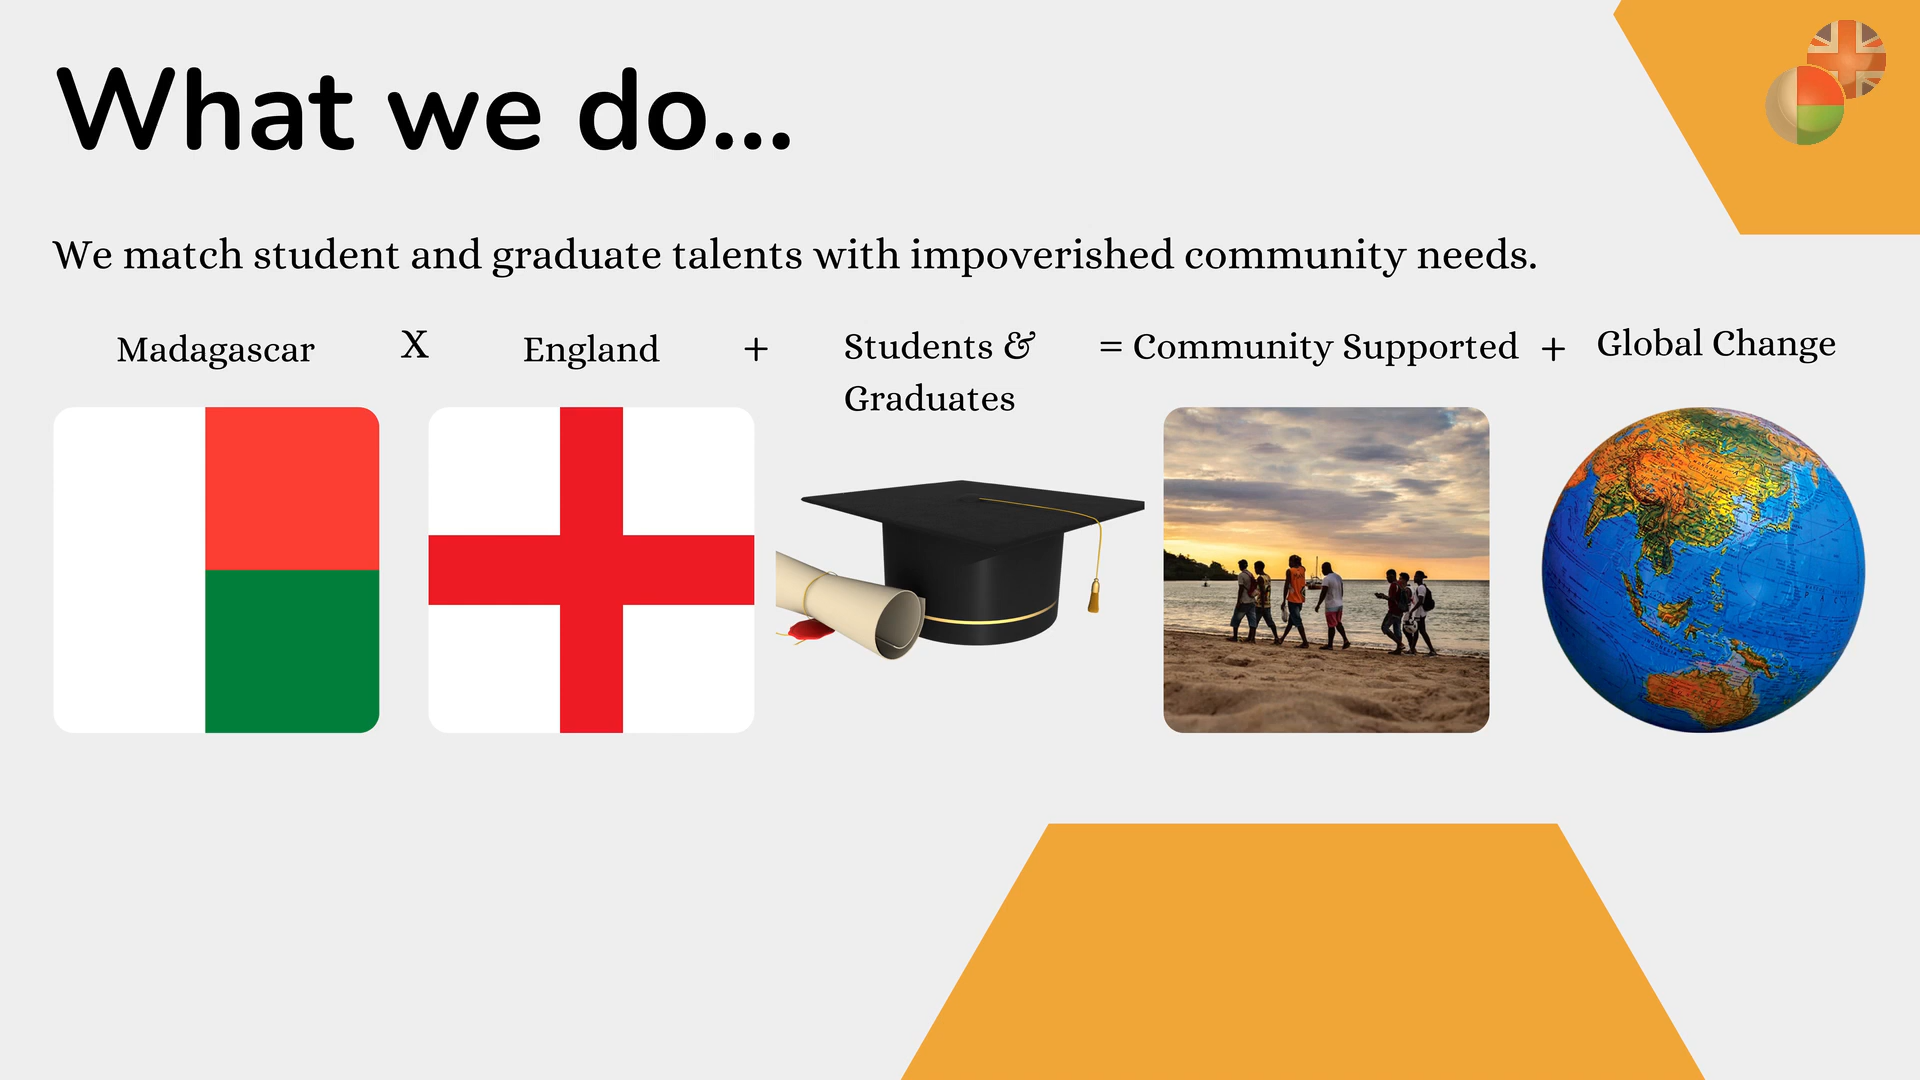 What we do...
We match student and graduate talents with impoverished community needs.
Madagascar X England + Students & = Community Supported + Global Change
Graduates